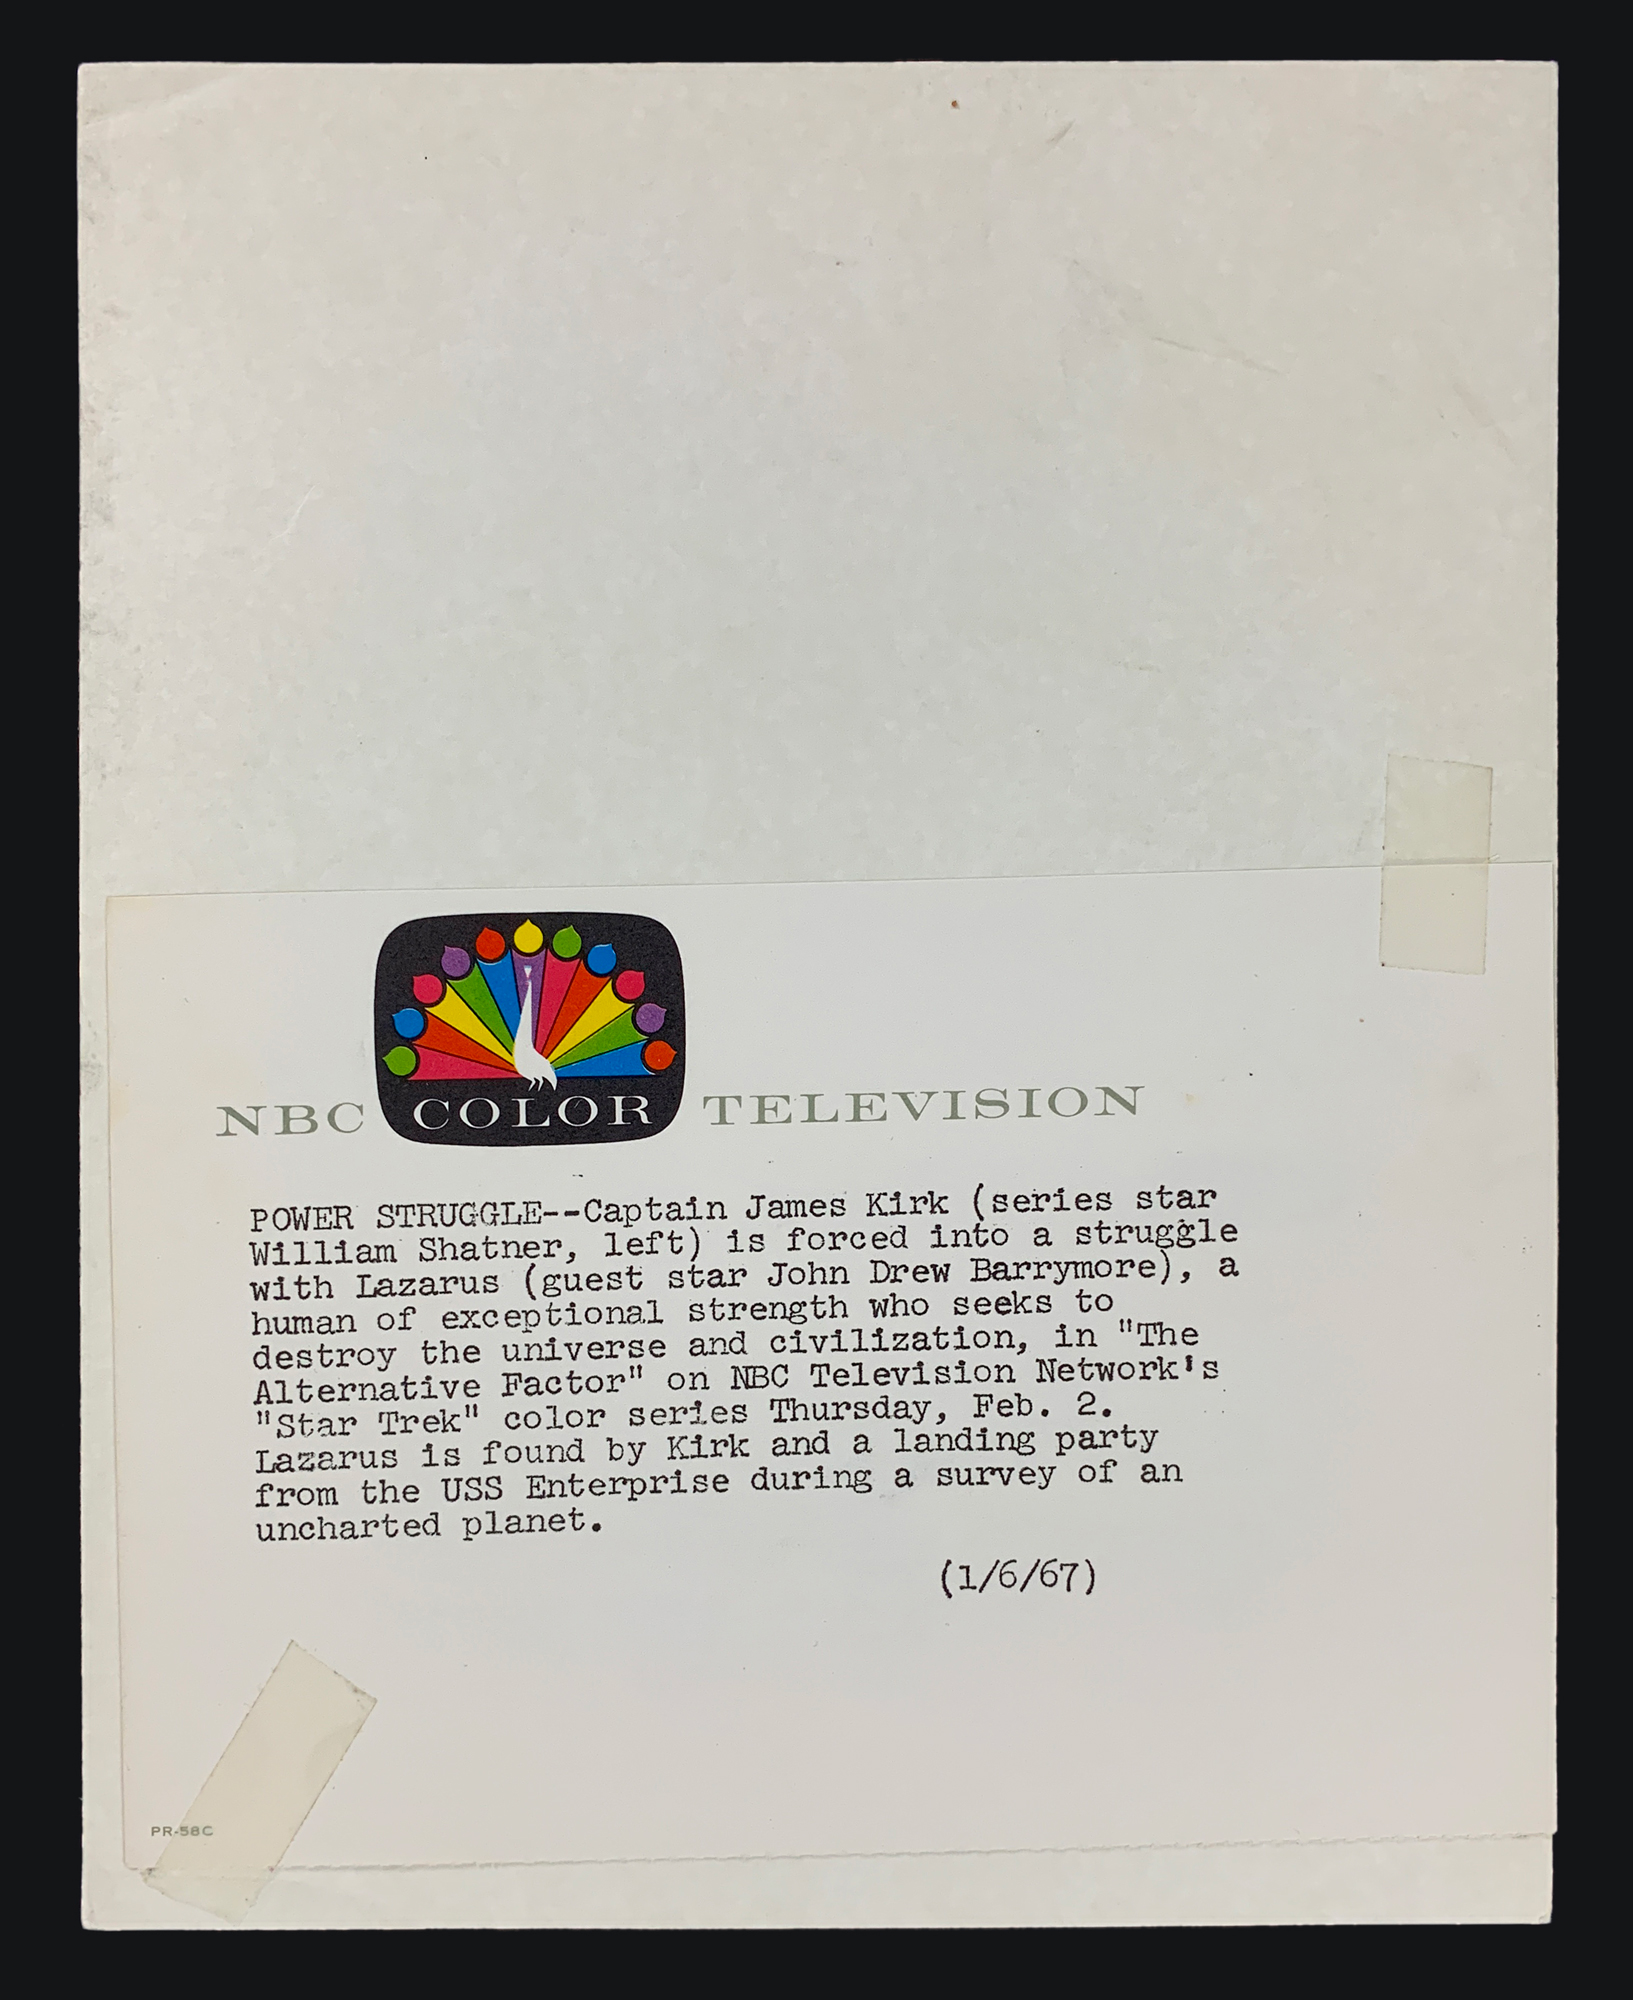 NBC COLOR TELEVISION
POWER STRUGGLE--Captain James Kirk (series star
William Shatner, left) is forced into a struggle
with Lazarus (guest star John Drew Barrymore), a
human of exceptional strength who seeks to
destroy the universe and civilization, in "The
Alternative Factor" on NBC Television Network's
"Star Trek" color series Thursday, Feb. 2.
Lazarus is found by Kirk and a landing party
from the USS Enterprise during a survey of an
uncharted planet.
(1/6/67)
PR-58C